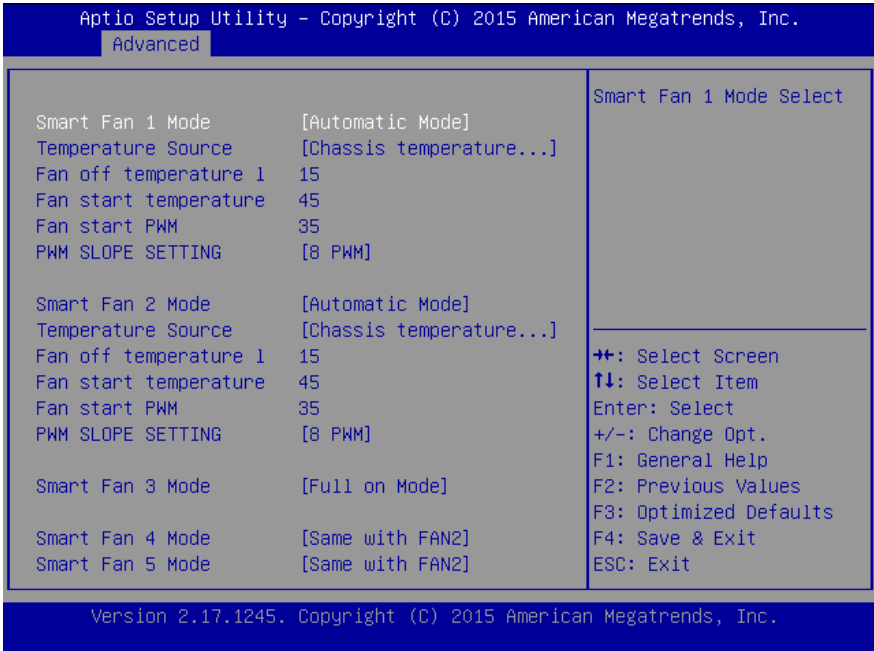 Aptio Setup Utility – Copyright (C) 2015 American Megatrends, Inc.
Advanced
Smart Fan 1 Mode [Automatic Mode]
Temperature Source [Chassis temperature...]
Fan off temperature l 15
Fan start temperature 45
Fan start PWM 35
PWM SLOPE SETTING [8 PWM]
Smart Fan 2 Mode [Automatic Mode]
Temperature Source [Chassis temperature...]
Fan off temperature l 15
Fan start temperature 45
Fan start PWM 35
PWM SLOPE SETTING [8 PWM]
Smart Fan 3 Mode [Full on Mode]
Smart Fan 4 Mode [Same with FAN2]
Smart Fan 5 Mode [Same with FAN2]
Smart Fan 1 Mode Select
→←: Select Screen
↑↓: Select Item
Enter: Select
+/-: Change Opt.
F1: General Help
F2: Previous Values
F3: Optimized Defaults
F4: Save & Exit
ESC: Exit
Version 2.17.1245. Copyright (C) 2015 American Megatrends, Inc.